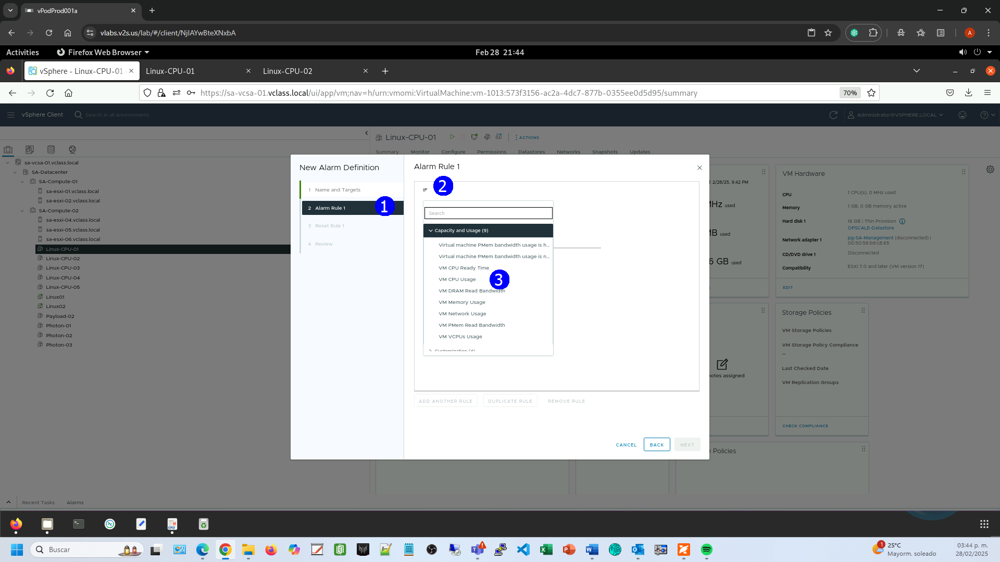 vPodProd001a
vlabs.v2s.us/lab/#/client/NjIAYwBteXNxbA
A
Activities
Firefox Web Browser
Feb 28 21:44
vSphere - Linux-CPU-01
Linux-CPU-01
Linux-CPU-02
https://sa-vcsa-01.vclass.local/ui/app/vm;nav=h/urn:vmomi:VirtualMachine:vm-1013:573f3156-ac2a-4dc7-877b-0355ee0d5d95/summary
70%
vSphere Client
Search in all environments
Administrator@VSPHERE.LOCAL
Linux-CPU-01
ACTIONS
Summary
Monitor
Configure
Permissions
Datastores
Networks
Snapshots
Updates
sa-vcsa-01.vclass.local
SA-Datacenter
SA-Compute-01
sa-esxi-01.vclass.local
sa-esxi-02.vclass.local
SA-Compute-02
sa-esxi-04.vclass.local
sa-esxi-05.vclass.local
sa-esxi-06.vclass.local
Linux-CPU-01
Linux-CPU-02
Linux-CPU-03
Linux-CPU-04
Linux-CPU-05
Linux01
Linux02
Payload-02
Photon-01
Photon-02
Photon-03
New Alarm Definition
1 Name and Targets
2 Alarm Rule 1
1
3 Reset Rule 1
4 Review
Alarm Rule 1
IF
2
Search
Capacity and Usage (9)
Virtual machine PMem bandwidth usage is h...
Virtual machine PMem bandwidth usage is n...
VM CPU Ready Time
VM CPU Usage
3
VM DRAM Read Bandwidth
VM Memory Usage
VM Network Usage
VM PMem Read Bandwidth
VM VCPUs Usage
Customization (4)
ADD ANOTHER RULE
DUPLICATE RULE
REMOVE RULE
CANCEL
BACK
NEXT
: 2/28/25, 9:42 PM
Hz used
B used
6 GB used
otes assigned
VM Hardware
CPU
1 CPU(s), 0 MHz used
Memory
1 GB, 0 GB memory active
Hard disk 1
16 GB | Thin Provision
OPSCALE-Datastore
Network adapter 1
pg-SA-Management (disconnected) |
00:50:56:b9:c8:65
CD/DVD drive 1
Disconnected
Compatibility
ESXi 7.0 and later (VM version 17)
EDIT
Storage Policies
VM Storage Policies
VM Storage Policy Compliance
--
Last Checked Date
VM Replication Groups
CHECK COMPLIANCE
e Policies
Recent Tasks
Alarms
Buscar
1
25°C
Mayorm. soleado
03:44 p. m.
28/02/2025